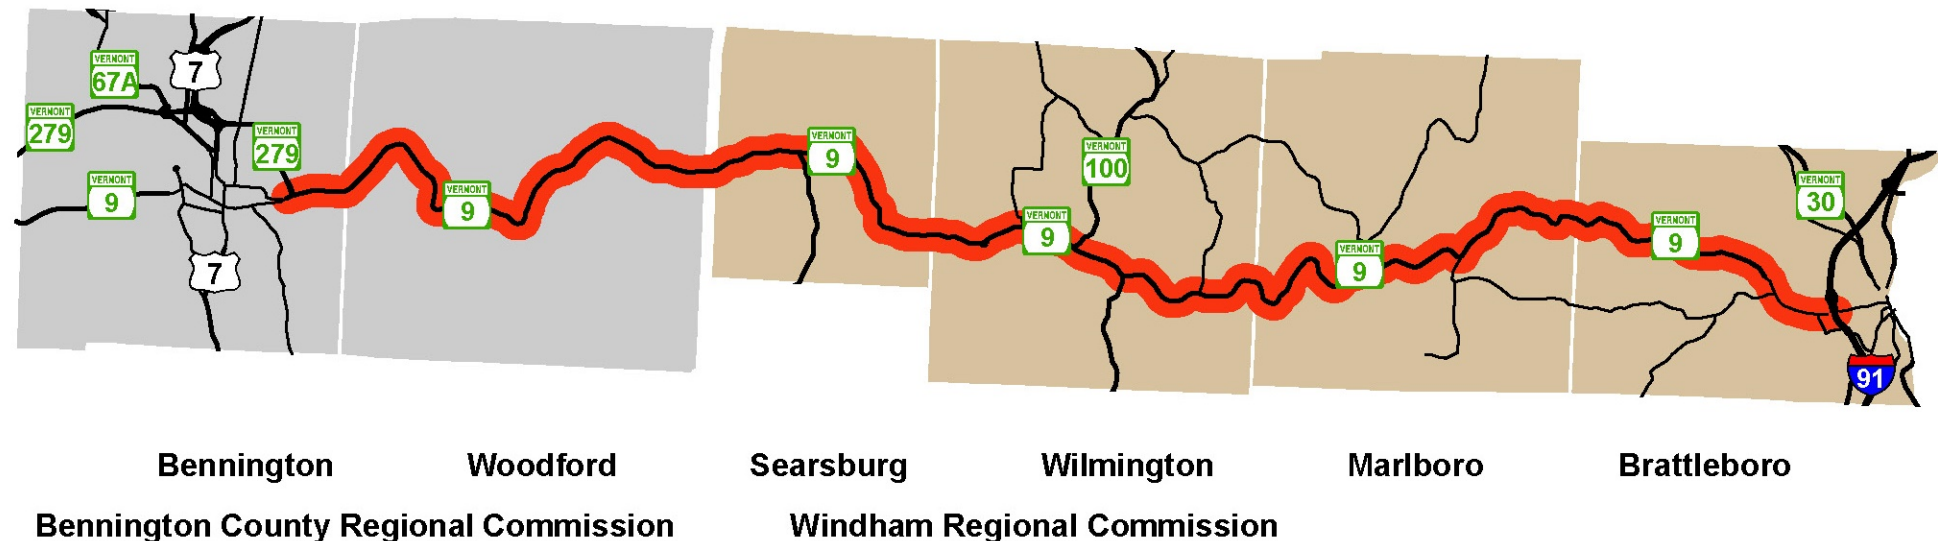 VERMONT
67A
7
VERMONT
279
VERMONT
279
VERMONT
9
7
VERMONT
9
VERMONT
9
VERMONT
100
VERMONT
9
VERMONT
9
VERMONT
9
VERMONT
30
91
Bennington Woodford Searsburg Wilmington Marlboro Brattleboro
Bennington County Regional Commission Windham Regional Commission